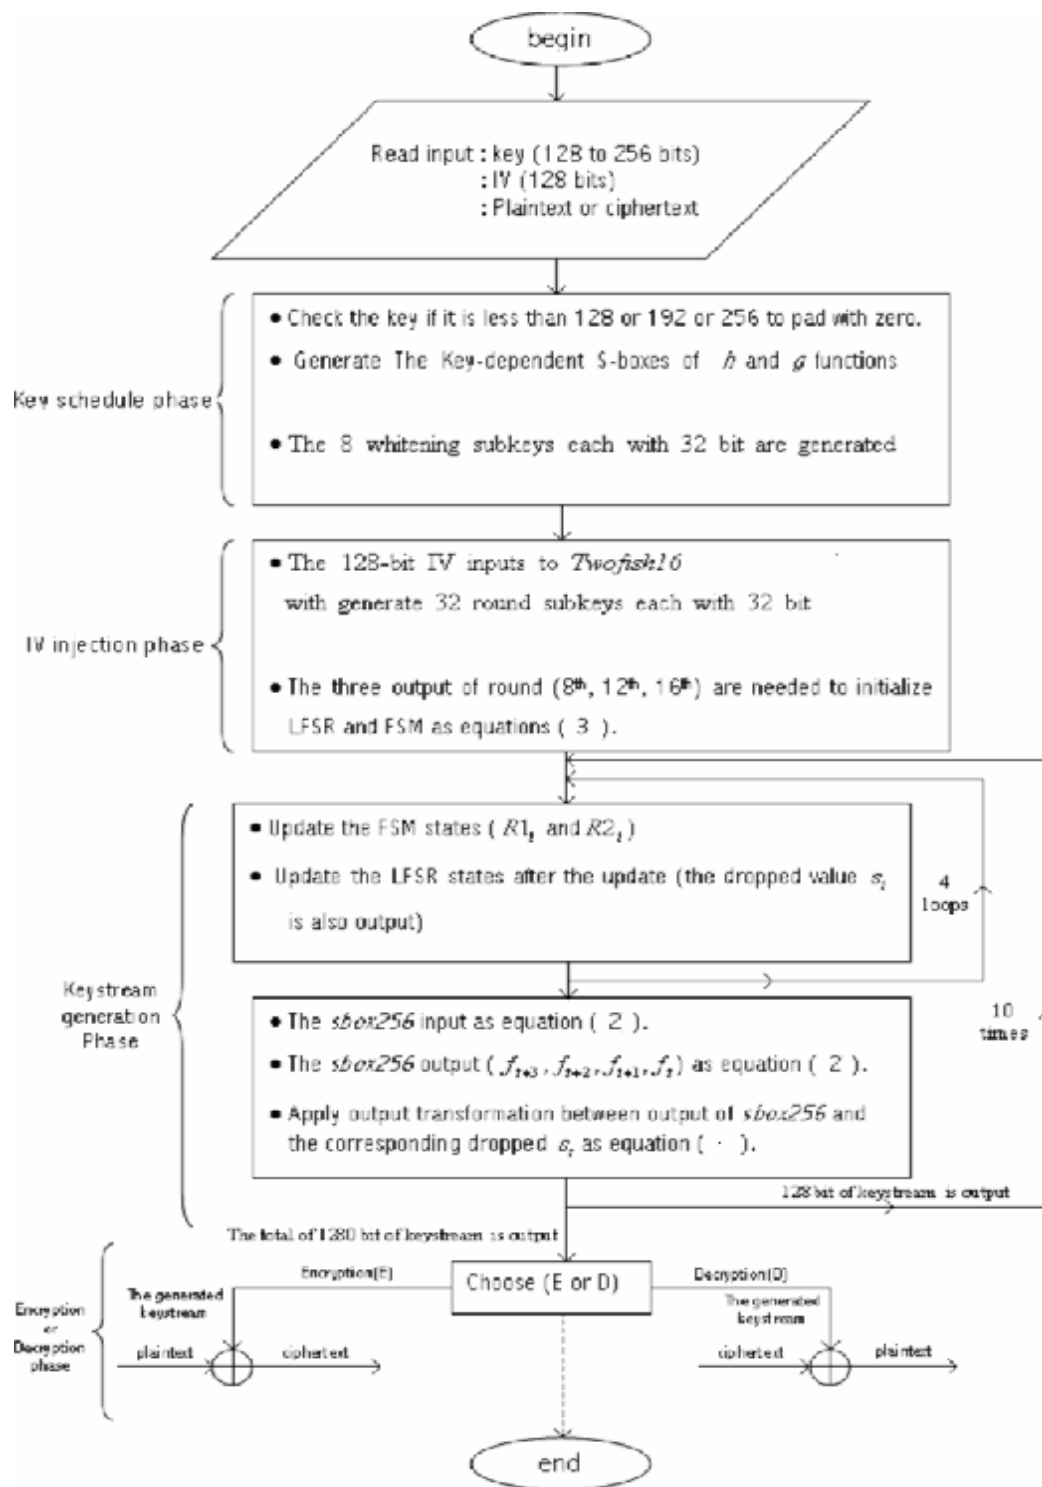 begin
Read input : key (128 to 256 bits)
: IV (128 bits)
: Plaintext or ciphertext
Key schedule phase
● Check the key if it is less than 128 or 192 or 256 to pad with zero.
● Generate The Key-dependent S-boxes of h and g functions
● The 8 whitening subkeys each with 32 bit are generated
IV injection phase
● The 128-bit IV inputs to Twofish16
with generate 32 round subkeys each with 32 bit
● The three output of round (8th, 12th, 16th) are needed to initialize
LFSR and FSM as equations ( 3 ).
Keystream
generation
Phase
● Update the FSM states ( R1t and R2t)
● Update the LFSR states after the update (the dropped value st
is also output)
4
loops
● The sbox256 input as equation ( 2 ).
● The sbox256 output ( ft+3 , ft+2 , ft+1 , ft) as equation ( 2 ).
● Apply output transformation between output of sbox256 and
the corresponding dropped st as equation ( ).
10
times
128 bit of keystream is output
The total of 1280 bit of keystream is output
Encryption
or
Decryption
phase
Encryption[E]
Choose (E or D)
Decryption[D]
The generated
keystream
plaintext
ciphertext
The generated
keystream
ciphertext
plaintext
end